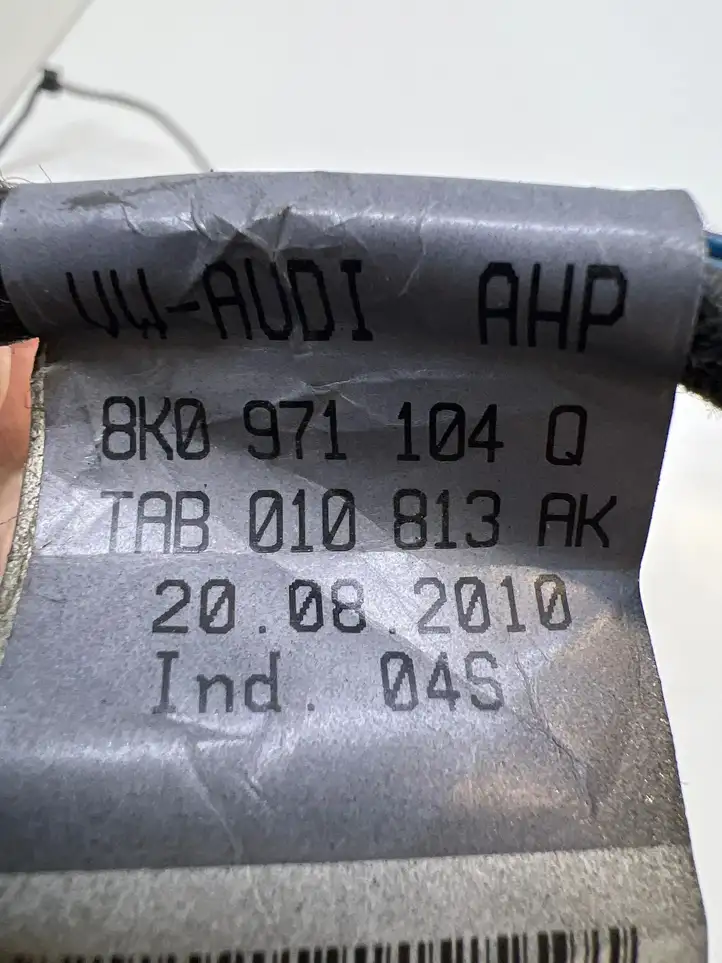 VW-AUDI AHP
8K0 971 104 Q
TAB 010 813 AK
20.08.2010
Ind. 04S